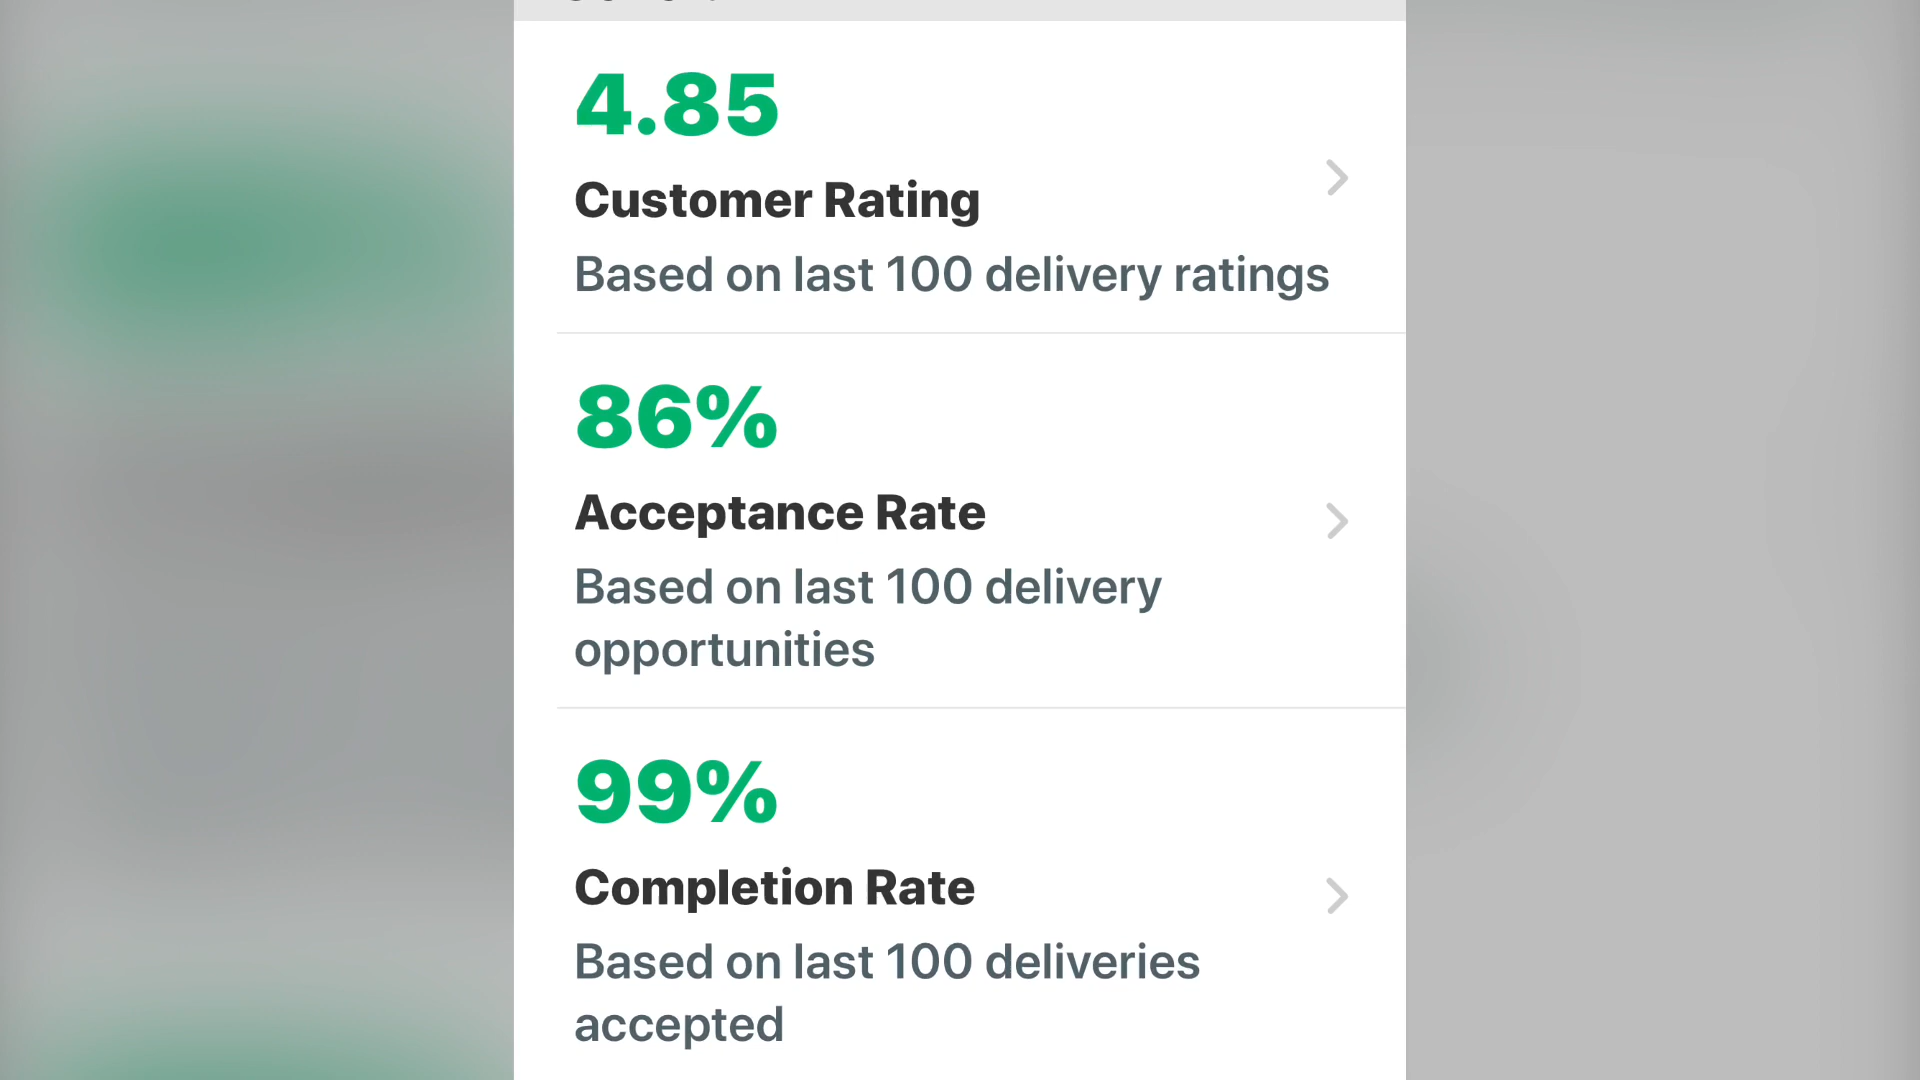 4.85
Customer Rating
Based on last 100 delivery ratings
86%
Acceptance Rate
Based on last 100 delivery
opportunities
99%
Completion Rate
Based on last 100 deliveries
accepted